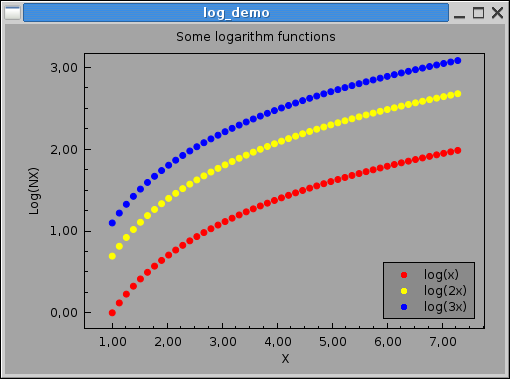 log_demo
Some logarithm functions
3,00
2,00
1,00
0,00
Log(NX)
log(x)
log(2x)
log(3x)
1,00 2,00 3,00 4,00 5,00 6,00 7,00
X